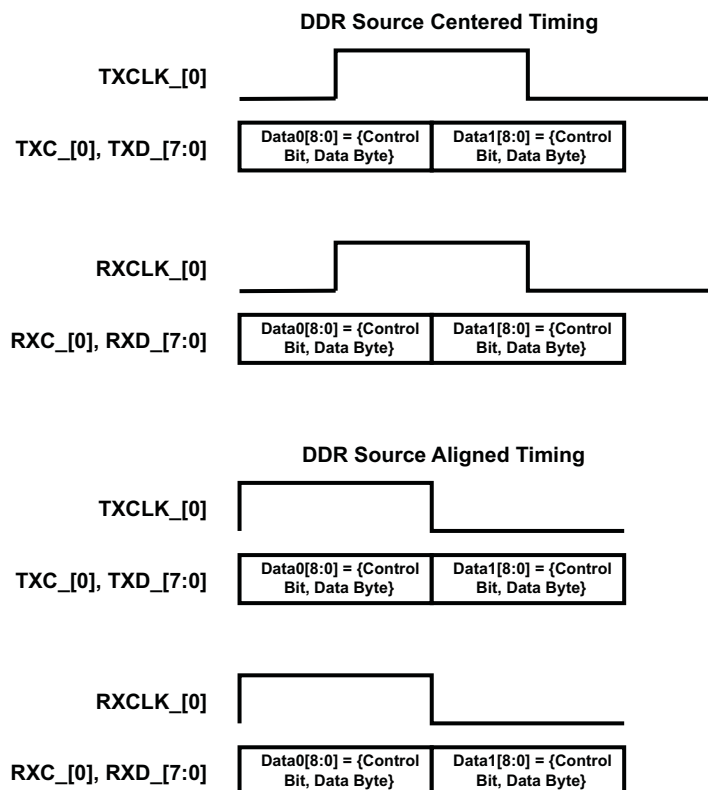 DDR Source Centered Timing
TXCLK_[0]
TXC_[0], TXD_[7:0]
Data0[8:0] = {Control
Bit, Data Byte}
Data1[8:0] = {Control
Bit, Data Byte}
RXCLK_[0]
RXC_[0], RXD_[7:0]
Data0[8:0] = {Control
Bit, Data Byte}
Data1[8:0] = {Control
Bit, Data Byte}
DDR Source Aligned Timing
TXCLK_[0]
TXC_[0], TXD_[7:0]
Data0[8:0] = {Control
Bit, Data Byte}
Data1[8:0] = {Control
Bit, Data Byte}
RXCLK_[0]
RXC_[0], RXD_[7:0]
Data0[8:0] = {Control
Bit, Data Byte}
Data1[8:0] = {Control
Bit, Data Byte}